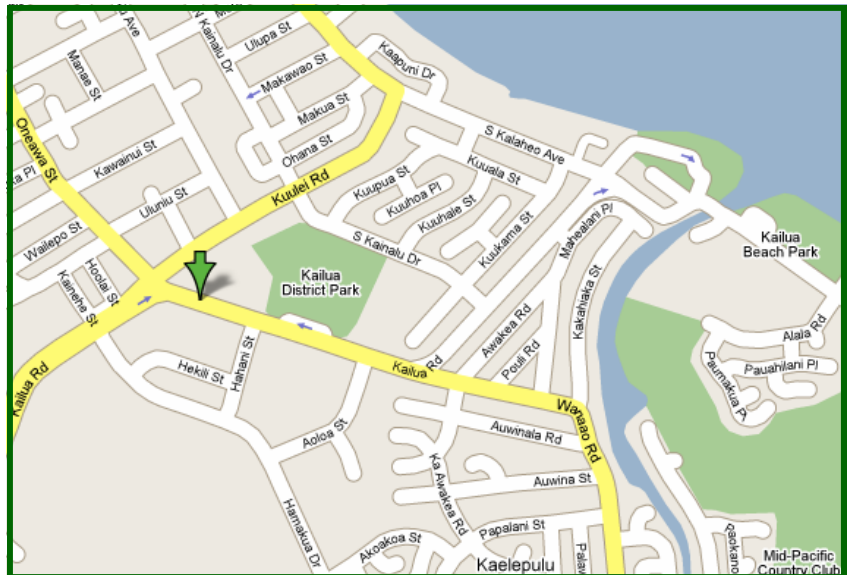 u Ave
N Kainalu Dr
Ulupa St
Kaapuni Dr
Manae St
Makawao St
Makua St
Oneawa St
S Kalaheo Ave
Ohana St
Kawainui St
ka Pl
Kuulei Rd
Kuupua St
Kuuala St
Kuuhoa Pl
Uluniu St
Kuuhale St
Mahealani Pl
Wailepo St
S Kainalu Dr
Kuukama St
Kailua
Beach Park
Hoolai St
Kainehe St
Kailua
District Park
Kakahiaka St
Awakea Rd
Alala Rd
Hahani St
Pouli Rd
Rd
Kailua
Hekili St
Kailua Rd
Pauahilani Pl
Paumakua Pl
Wanaao Rd
Aoloa St
Auwinala Rd
Ka Awakea Rd
Auwina St
Hamakua Dr
Papalani St
Akoakoa St
Palaw
Paokano
Kaelepulu
Mid-Pacific
Country Club